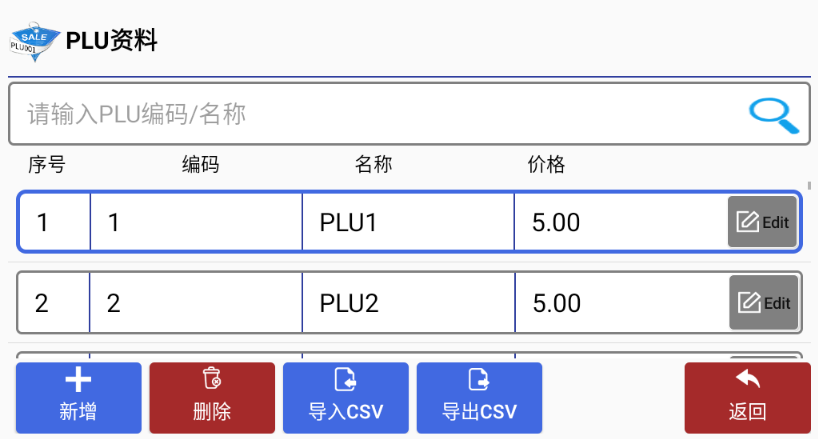 SALE
PLU001
PLU资料
请输入PLU编码/名称
序号 编码 名称 价格
1 1 PLU1 5.00 Edit
2 2 PLU2 5.00 Edit
新增 删除 导入CSV 导出CSV 返回